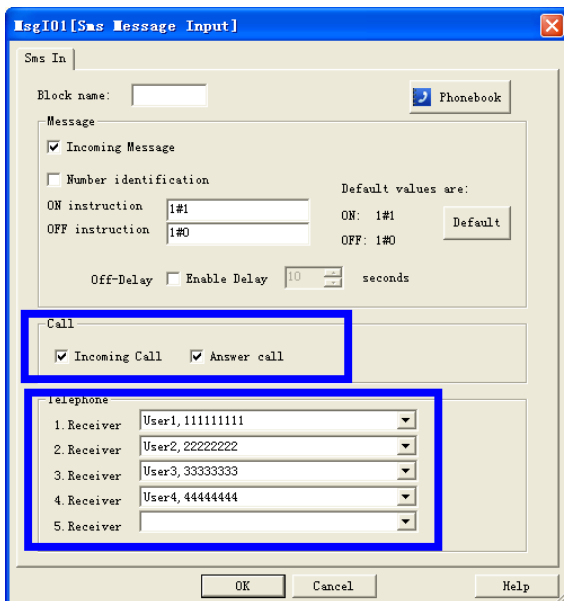 MsgI01[Sms Message Input]
Sms In
Block name:
Phonebook
Message
Incoming Message
Number identification
ON instruction 1#1
OFF instruction 1#0
Default values are:
ON: 1#1
OFF: 1#0
Default
Off-Delay Enable Delay 10 seconds
Call
Incoming Call Answer call
Telephone
1.Receiver User1,111111111
2.Receiver User2,22222222
3.Receiver User3,33333333
4.Receiver User4,44444444
5.Receiver
OK Cancel Help